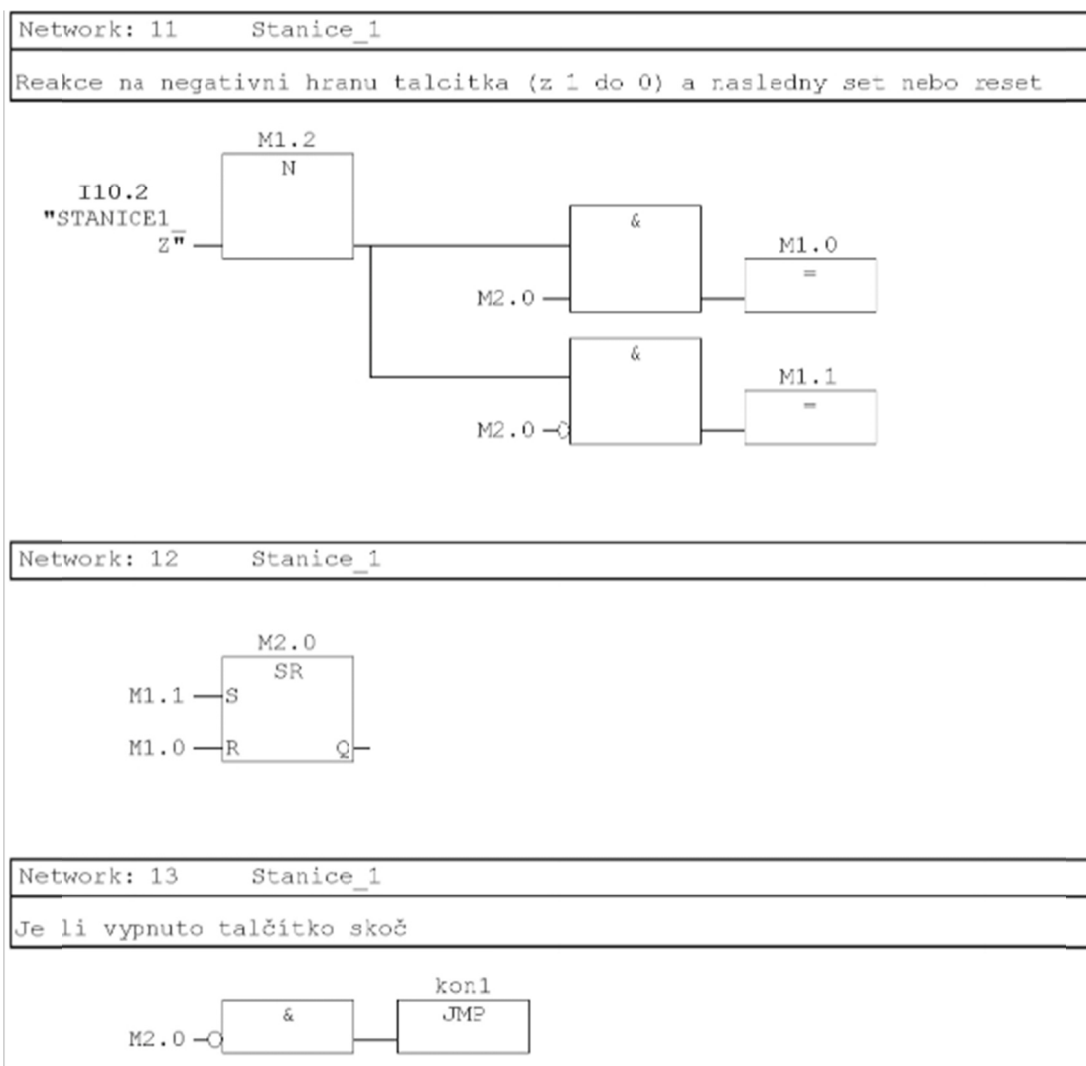 Network: 11 Stanice_1
Reakce na negativni hranu talcitka (z 1 do 0) a nasledny set nebo reset
M1.2
N
I10.2
"STANICE1_
Z"
&
M2.0
M1.0
=
&
M2.0
M1.1
=
Network: 12 Stanice_1
M2.0
SR
M1.1
S
M1.0
R
Q
Network: 13 Stanice_1
Je li vypnuto talčítko skoč
M2.0
&
kon1
JMP